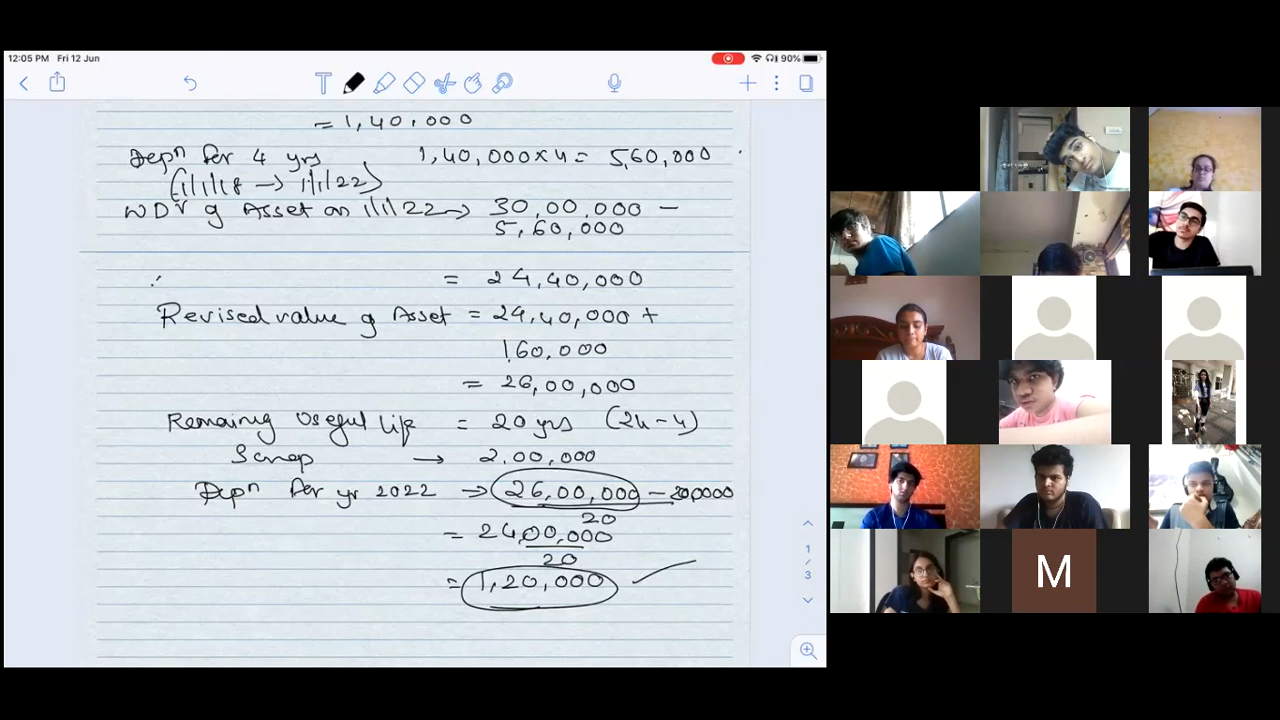 12:05 PM Fri 12 Jun
90%
= 1,40,000
Depn for 4 yrs 1,40,000x4 = 5,60,000
(1/1/18 → 1/1/22)
WDV of Asset on 1/1/22 → 30,00,000 -
5,60,000
= 24,40,000
Revised value of Asset = 24,40,000 +
1,60,000
= 26,00,000
Remaining Useful Life = 20 yrs (24-4)
Scrap → 2,00,000
Depn for yr 2022 → 26,00,000 - 200000
20
= 24,00,000
20
= 1,20,000
1
/
3
M